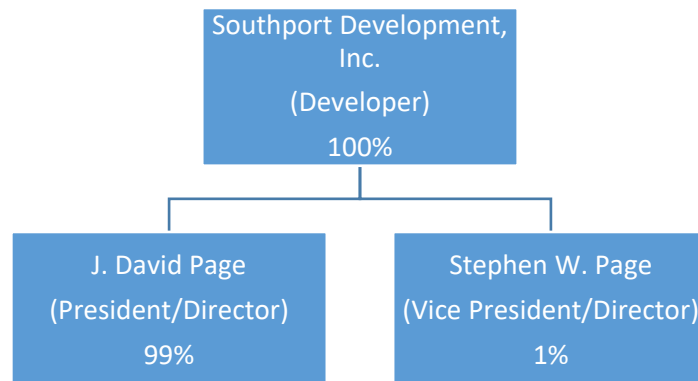 Southport Development,
Inc.
(Developer)
100%
J. David Page
(President/Director)
99%
Stephen W. Page
(Vice President/Director)
1%